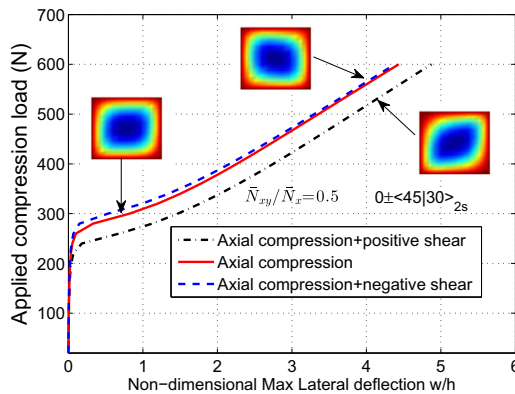 700
600
500
400
300
200
100
0 1 2 3 4 5 6
Applied compression load (N)
Non-dimensional Max Lateral deflection w/h
N̄xy/N̄x=0.5
0±<45|30>2s
Axial compression+positive shear
Axial compression
Axial compression+negative shear